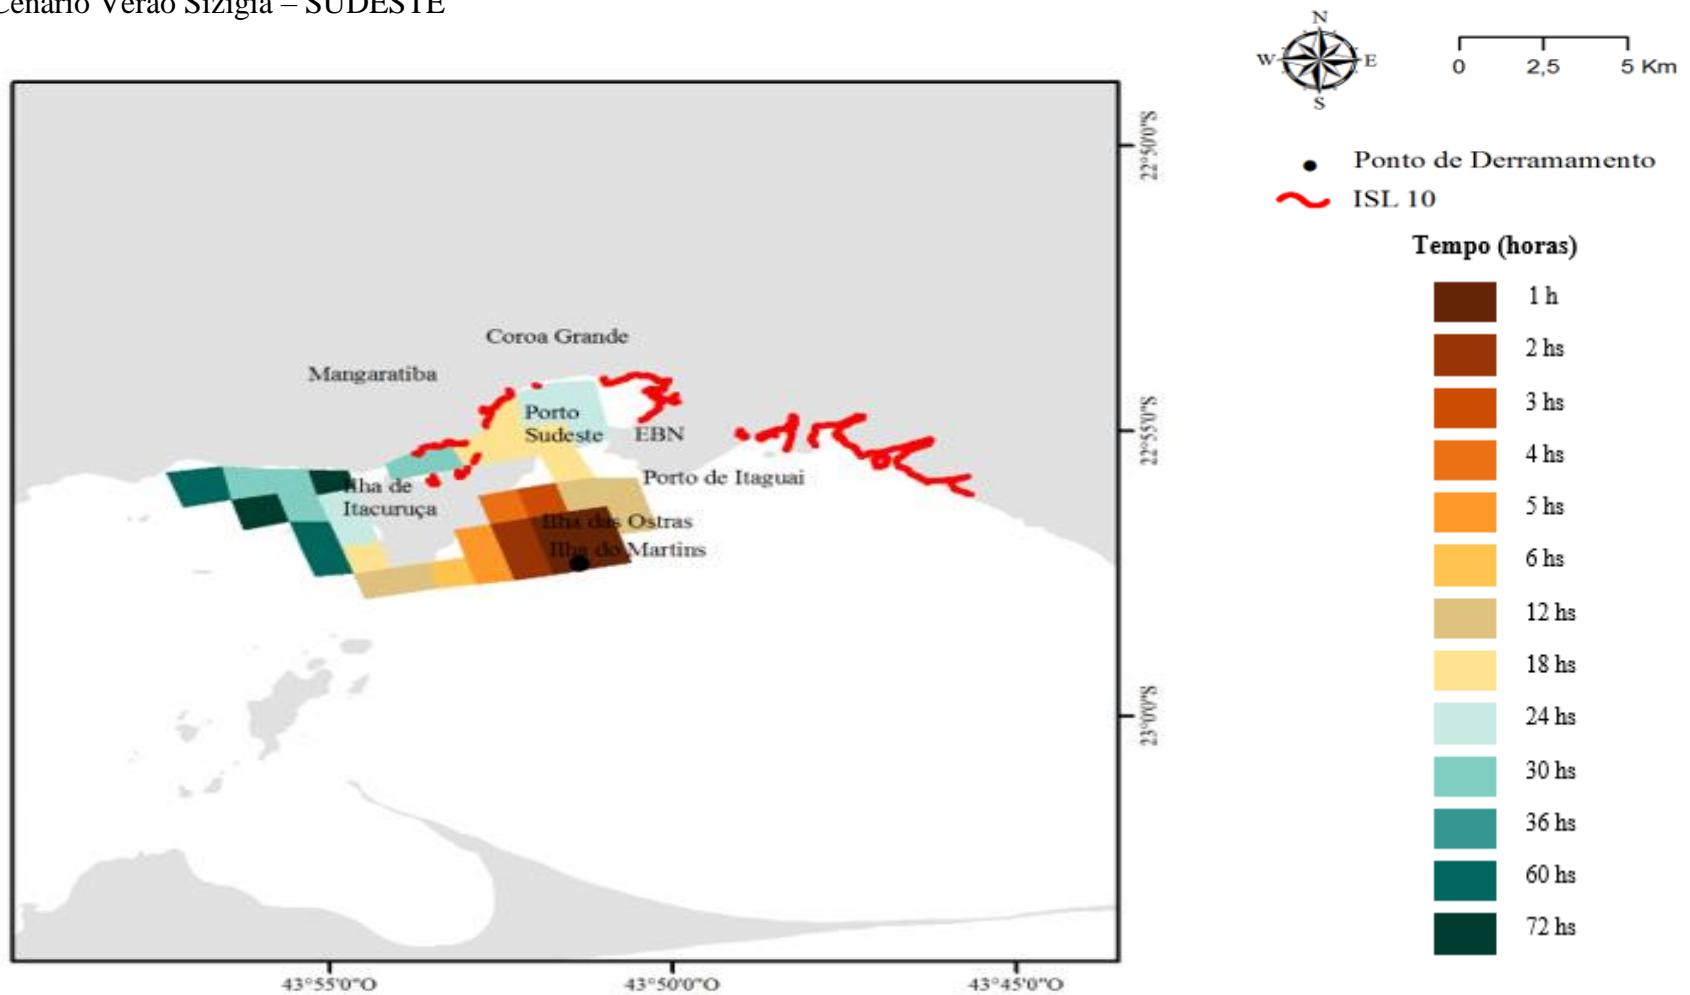 Cenário Verão Sizígia – SUDESTE
N
W
E
S
0 2,5 5 Km
Ponto de Derramamento
ISL 10
Tempo (horas)
1 h
2 hs
3 hs
4 hs
5 hs
6 hs
12 hs
18 hs
24 hs
30 hs
36 hs
60 hs
72 hs
Coroa Grande
Mangaratiba
Porto
Sudeste
EBN
Porto de Itaguai
Ilha de
Itacuruça
Ilha das Ostras
Ilha do Martins
22°50'0"S
22°55'0"S
23°0'0"S
43°55'0"O
43°50'0"O
43°45'0"O